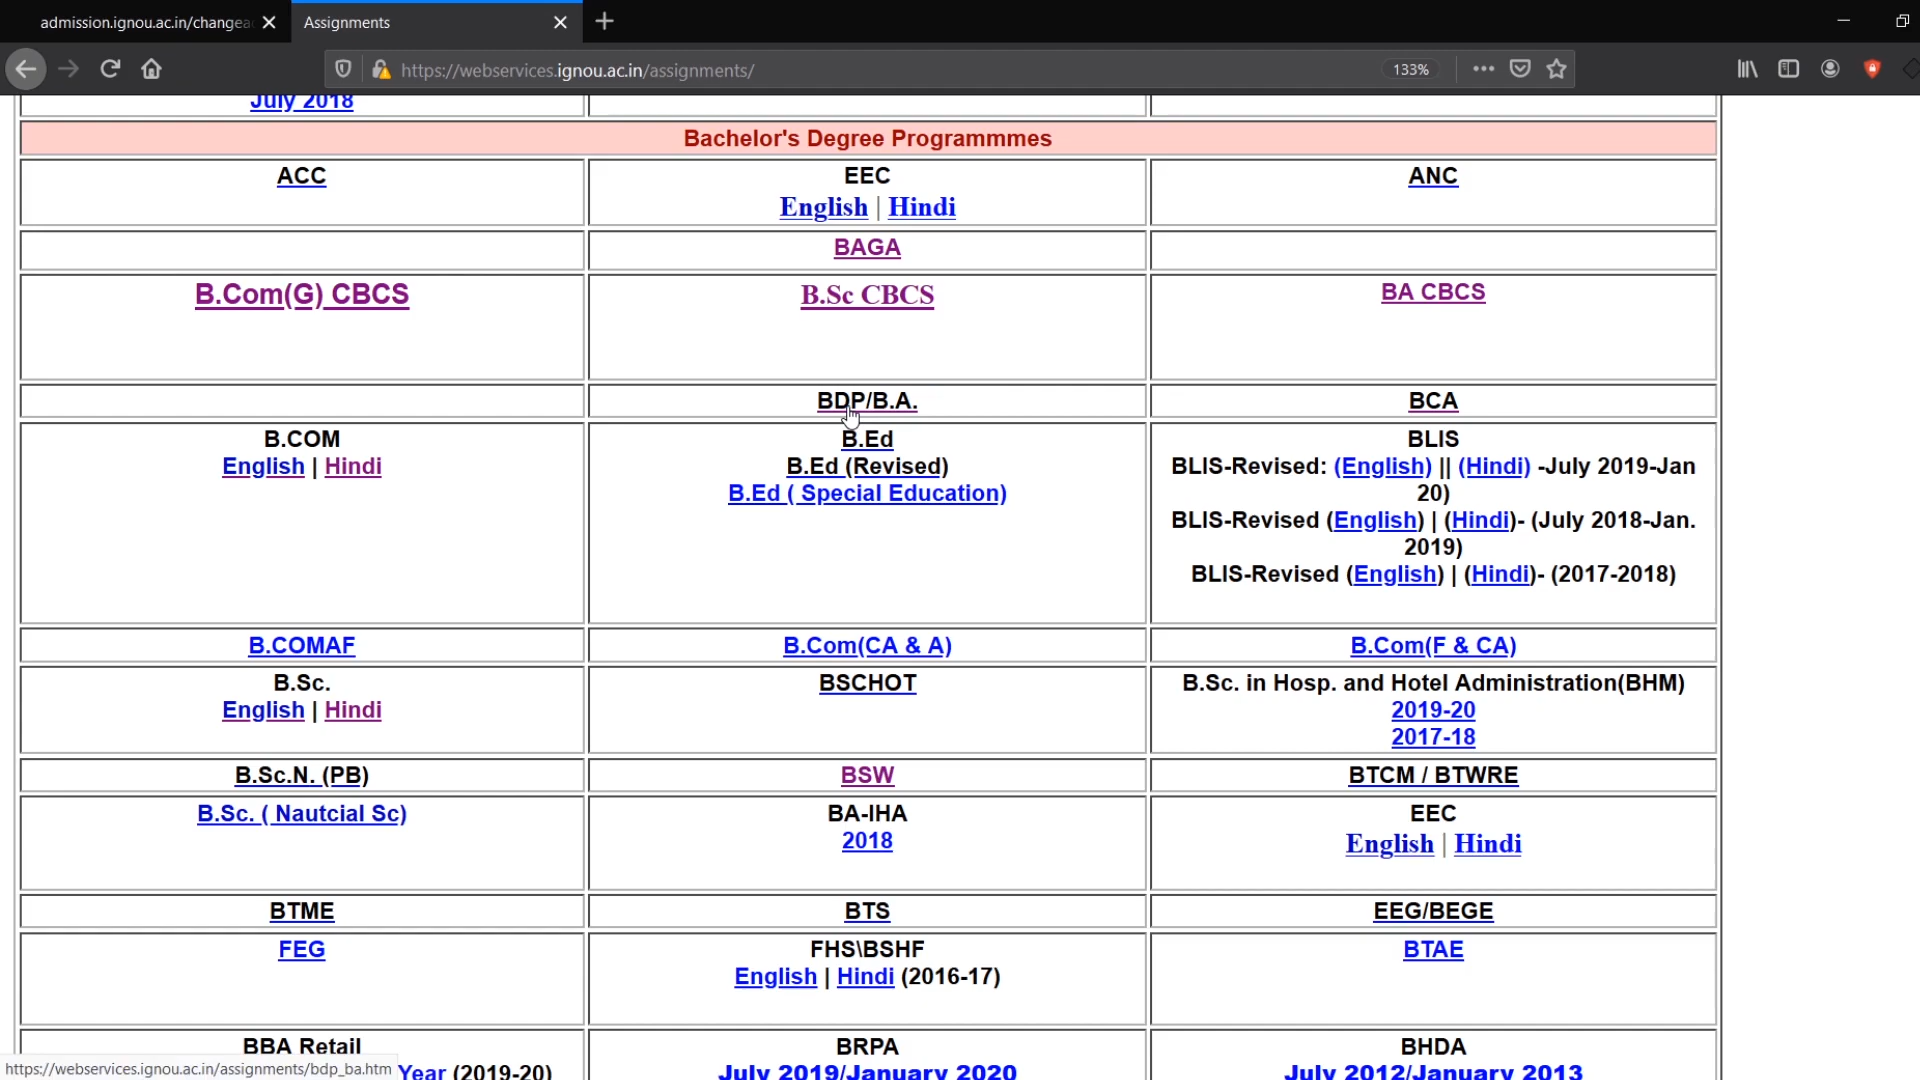 admission.ignou.ac.in/changea
Assignments
https://webservices.ignou.ac.in/assignments/
133%
July 2018
Bachelor's Degree Programmmes
ACC
EEC
English | Hindi
ANC
BAGA
B.Com(G) CBCS
B.Sc CBCS
BA CBCS
BDP/B.A.
BCA
B.COM
English | Hindi
B.Ed
B.Ed (Revised)
B.Ed ( Special Education)
BLIS
BLIS-Revised: (English) || (Hindi) -July 2019-Jan
20)
BLIS-Revised (English) | (Hindi)- (July 2018-Jan.
2019)
BLIS-Revised (English) | (Hindi)- (2017-2018)
B.COMAF
B.Com(CA & A)
B.Com(F & CA)
B.Sc.
English | Hindi
BSCHOT
B.Sc. in Hosp. and Hotel Administration(BHM)
2019-20
2017-18
B.Sc.N. (PB)
BSW
BTCM / BTWRE
B.Sc. ( Nautcial Sc)
BA-IHA
2018
EEC
English | Hindi
BTME
BTS
EEG/BEGE
FEG
FHS\BSHF
English | Hindi (2016-17)
BTAE
BBA Retail
Year (2019-20)
BRPA
July 2019/January 2020
BHDA
July 2012/January 2013
https://webservices.ignou.ac.in/assignments/bdp_ba.htm